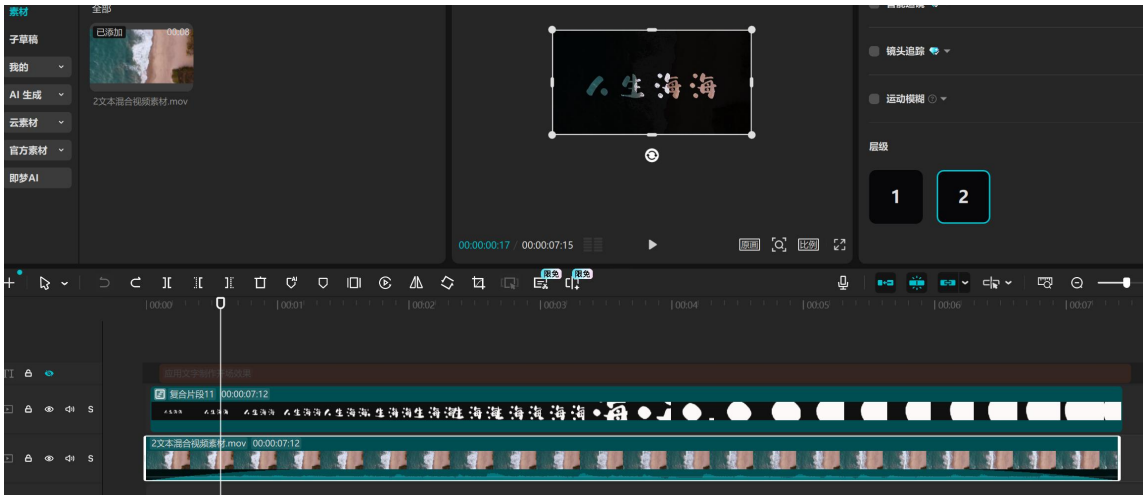 素材
全部
子草稿
已添加 00:08
我的
AI 生成
2文本混合视频素材.mov
云素材
官方素材
即梦AI
人生海海
00:00:00:17 / 00:00:07:15
原画
比例
镜头追踪
运动模糊
层级
1 2
限免 限免
00:00 00:01 00:02 00:03 00:04 00:05 00:06 00:07
复合片段11 00:00:07:12
S
2文本混合视频素材.mov 00:00:07:12
S